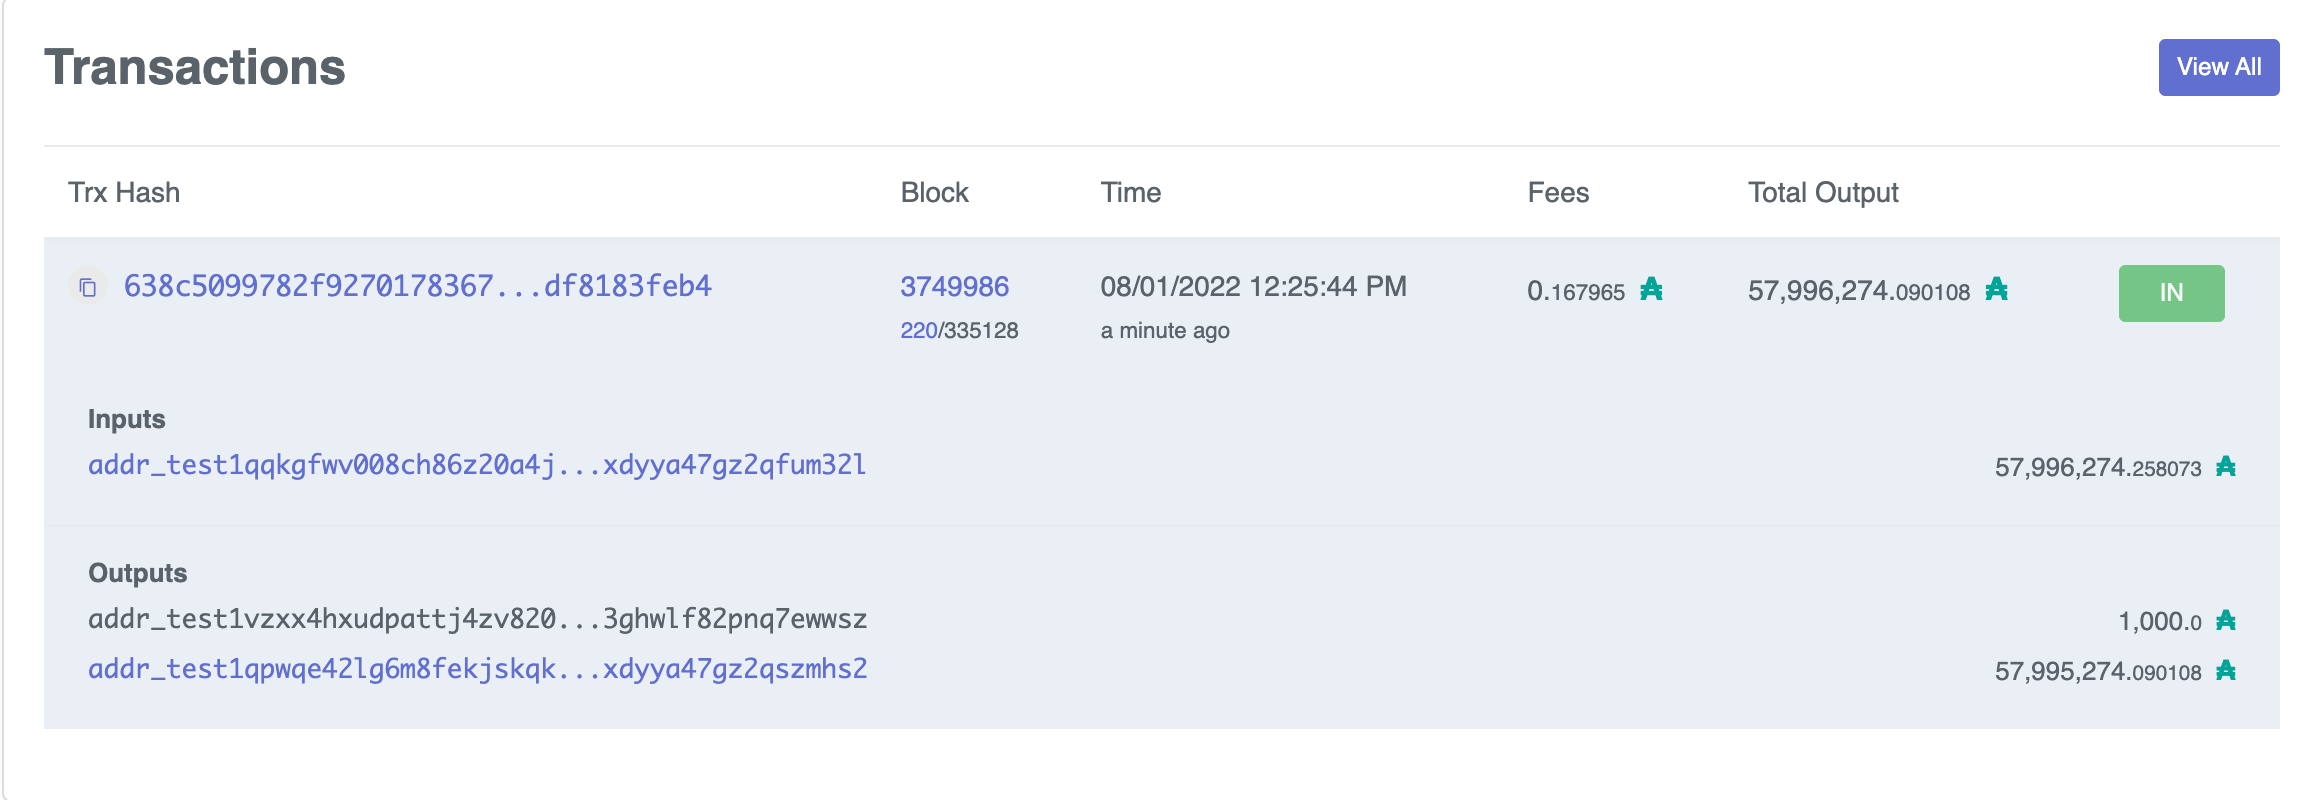 Transactions
View All
Trx Hash Block Time Fees Total Output
638c5099782f9270178367...df8183feb4 3749986 08/01/2022 12:25:44 PM 0.167965 ₳ 57,996,274.090108 ₳ IN
220/335128 a minute ago
Inputs
addr_test1qqkgfwv008ch86z20a4j...xdyya47gz2qfum32l 57,996,274.258073 ₳
Outputs
addr_test1vzxx4hxudpattj4zv820...3ghwlf82pnq7ewwsz 1,000.0 ₳
addr_test1qpwqe42lg6m8fekjskqk...xdyya47gz2qszmhs2 57,995,274.090108 ₳